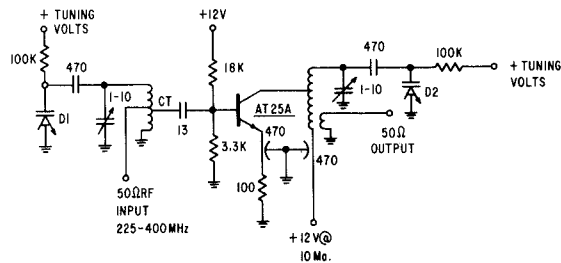 + TUNING
VOLTS
100K
470
D1
1-10
CT
13
50ΩRF
INPUT
225-400MHz
+12V
18K
3.3K
AT25A
470
100
470
+12V@
10 Ma.
1-10
470
D2
100K
+ TUNING
VOLTS
50Ω
OUTPUT